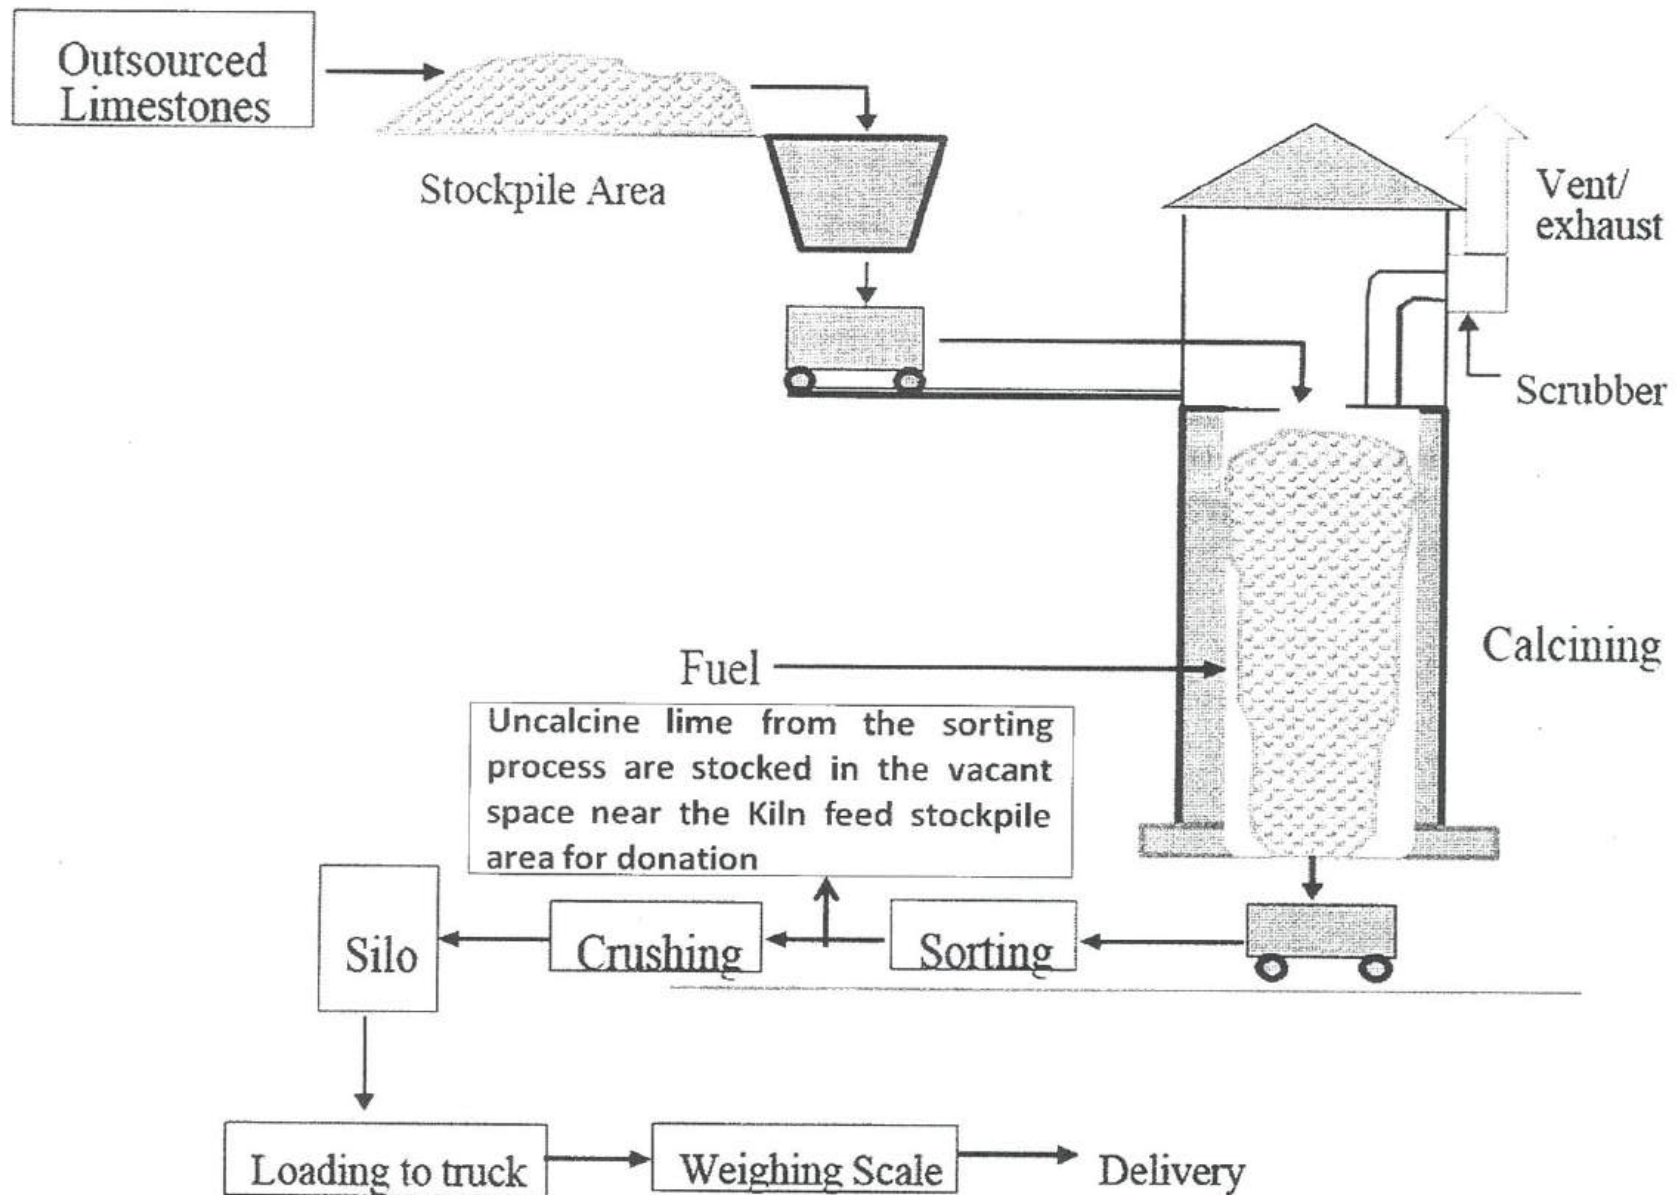 Outsourced
Limestones
Stockpile Area
Vent/
exhaust
Scrubber
Calcining
Fuel
Uncalcine lime from the sorting
process are stocked in the vacant
space near the Kiln feed stockpile
area for donation
Silo
Crushing
Sorting
Loading to truck
Weighing Scale
Delivery